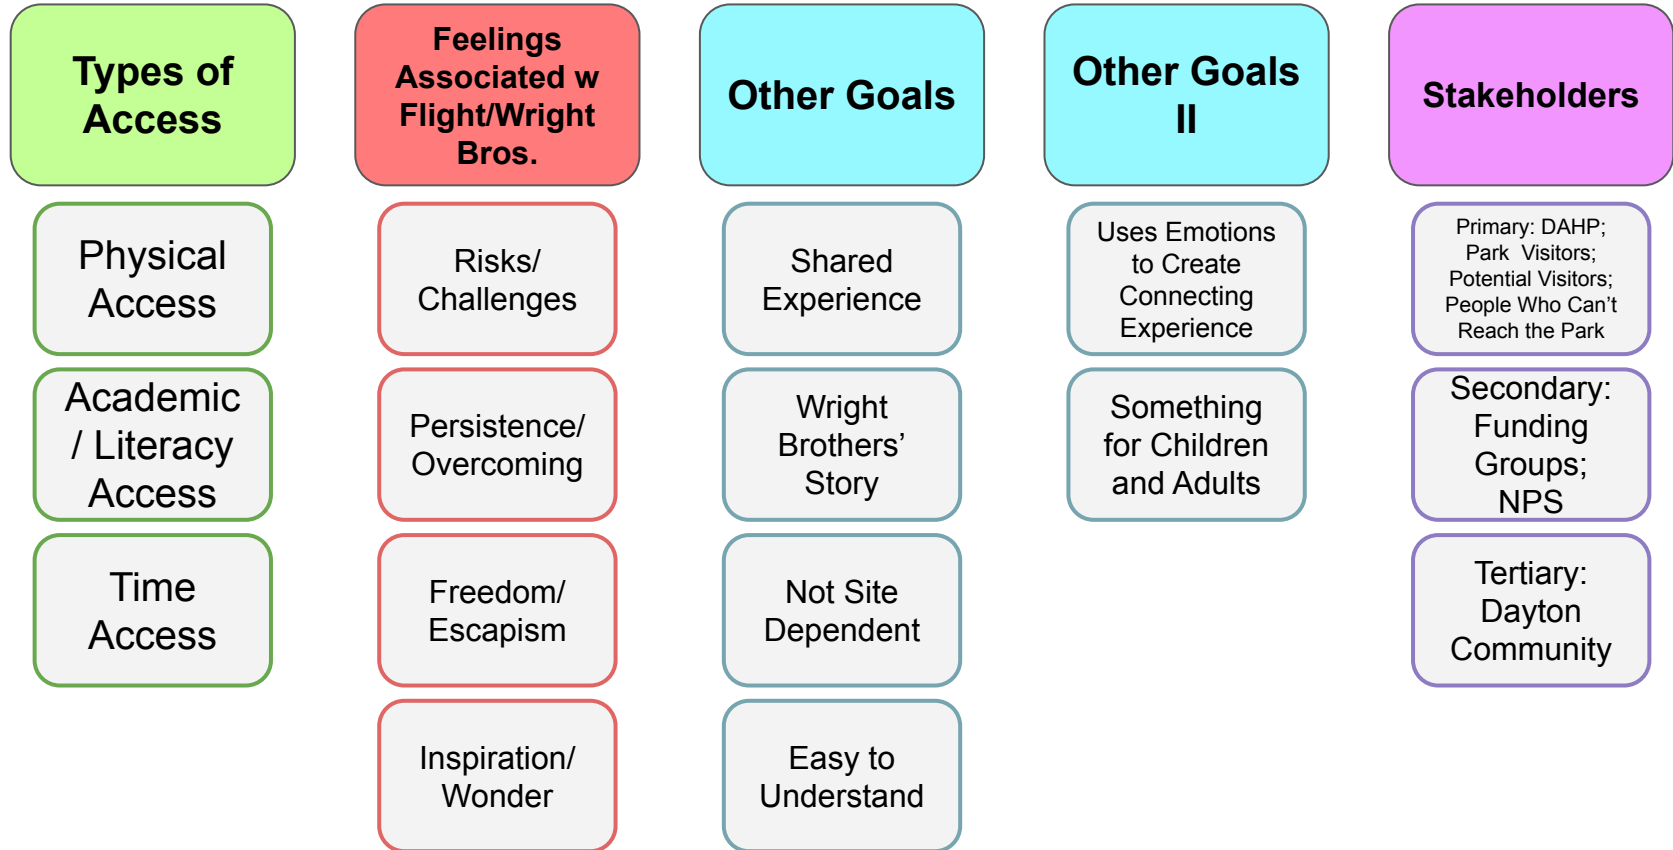 Types of
Access
Physical
Access
Academic
/ Literacy
Access
Time
Access
Feelings
Associated w
Flight/Wright
Bros.
Risks/
Challenges
Persistence/
Overcoming
Freedom/
Escapism
Inspiration/
Wonder
Other Goals
Shared
Experience
Wright
Brothers’
Story
Not Site
Dependent
Easy to
Understand
Other Goals
II
Uses Emotions
to Create
Connecting
Experience
Something
for Children
and Adults
Stakeholders
Primary: DAHP;
Park Visitors;
Potential Visitors;
People Who Can’t
Reach the Park
Secondary:
Funding
Groups;
NPS
Tertiary:
Dayton
Community